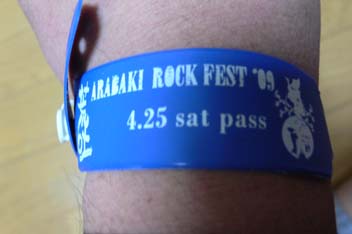 ARABAKI ROCK FEST '09
4.25 sat pass